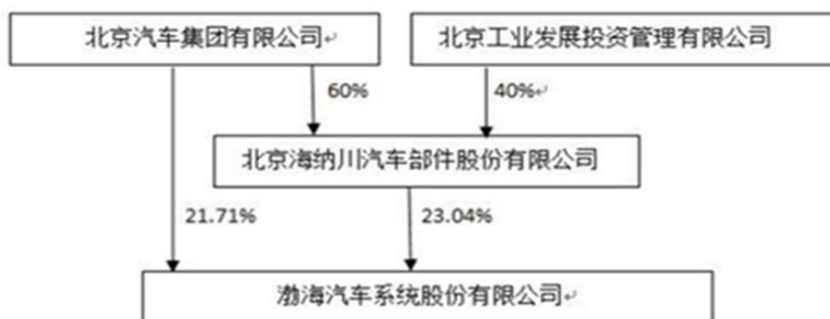 北京汽车集团有限公司
北京工业发展投资管理有限公司
60%
40%
北京海纳川汽车部件股份有限公司
21.71%
23.04%
渤海汽车系统股份有限公司